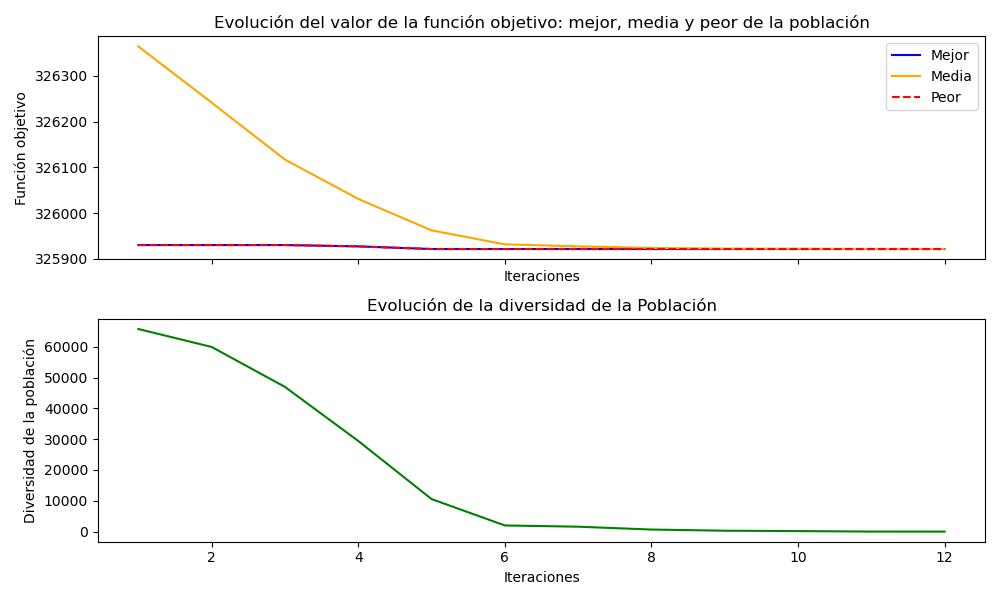 Evolución del valor de la función objetivo: mejor, media y peor de la población
Mejor
Media
Peor
326300
326200
326100
326000
325900
Función objetivo
Iteraciones
Evolución de la diversidad de la Población
60000
50000
40000
30000
20000
10000
0
Diversidad de la población
2
4
6
8
10
12
Iteraciones